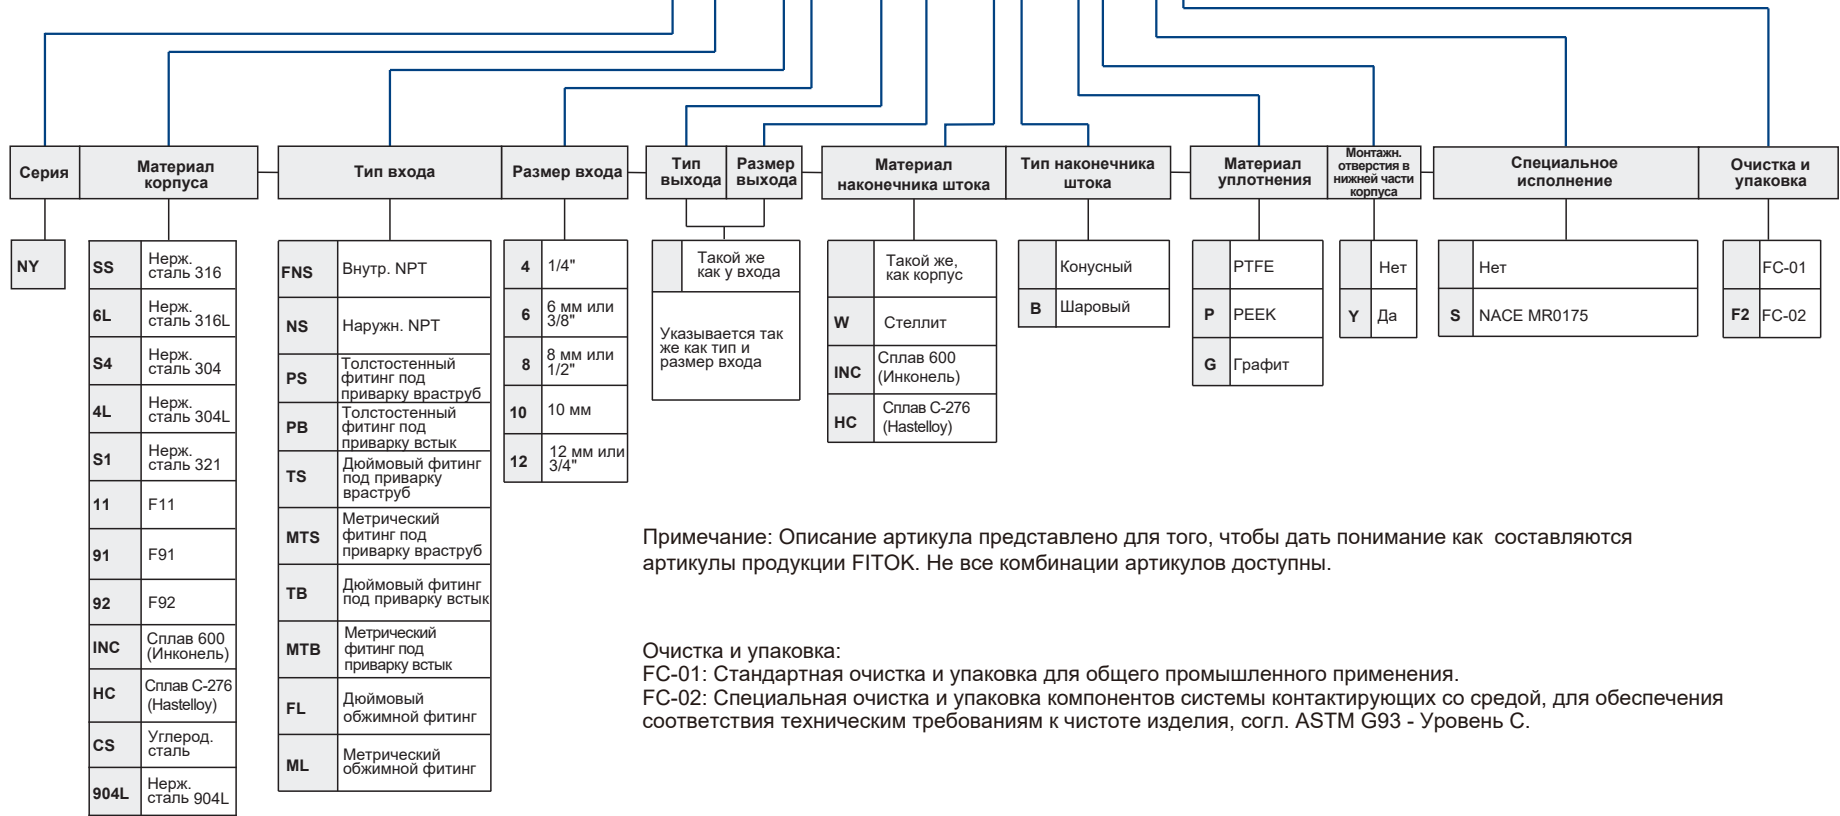 Серия
Материал
корпуса
Тип входа
Размер входа
Тип
выхода
Размер
выхода
Материал
наконечника штока
Тип наконечника
штока
Материал
уплотнения
Монтажн.
отверстия в
нижней части
корпуса
Специальное
исполнение
Очистка и
упаковка
NY
SS
Нерж.
сталь 316
6L
Нерж.
сталь 316L
S4
Нерж.
сталь 304
4L
Нерж.
сталь 304L
S1
Нерж.
сталь 321
11
F11
91
F91
92
F92
INC
Сплав 600
(Инконель)
HC
Сплав C-276
(Hastelloy)
CS
Углерод.
сталь
904L
Нерж.
сталь 904L
FNS
Внутр. NPT
NS
Наружн. NPT
PS
Толстостенный
фитинг под
приварку враструб
PB
Толстостенный
фитинг под
приварку встык
TS
Дюймовый фитинг
под приварку
враструб
MTS
Метрический
фитинг под
приварку враструб
TB
Дюймовый фитинг
под приварку встык
MTB
Метрический
фитинг под
приварку встык
FL
Дюймовый
обжимной фитинг
ML
Метрический
обжимной фитинг
4
1/4"
6
6 мм или
3/8"
8
8 мм или
1/2"
10
10 мм
12
12 мм или
3/4"
Такой же
как у входа
Указывается так
же как тип и
размер входа
Такой же,
как корпус
W
Стеллит
INC
Сплав 600
(Инконель)
HC
Сплав C-276
(Hastelloy)
Конусный
B
Шаровый
PTFE
P
PEEK
G
Графит
Нет
Y
Да
Нет
S
NACE MR0175
FC-01
F2
FC-02
Примечание: Описание артикула представлено для того, чтобы дать понимание как составляются
артикулы продукции FITOK. Не все комбинации артикулов доступны.
Очистка и упаковка:
FC-01: Стандартная очистка и упаковка для общего промышленного применения.
FC-02: Специальная очистка и упаковка компонентов системы контактирующих со средой, для обеспечения
соответствия техническим требованиям к чистоте изделия, согл. ASTM G93 - Уровень C.